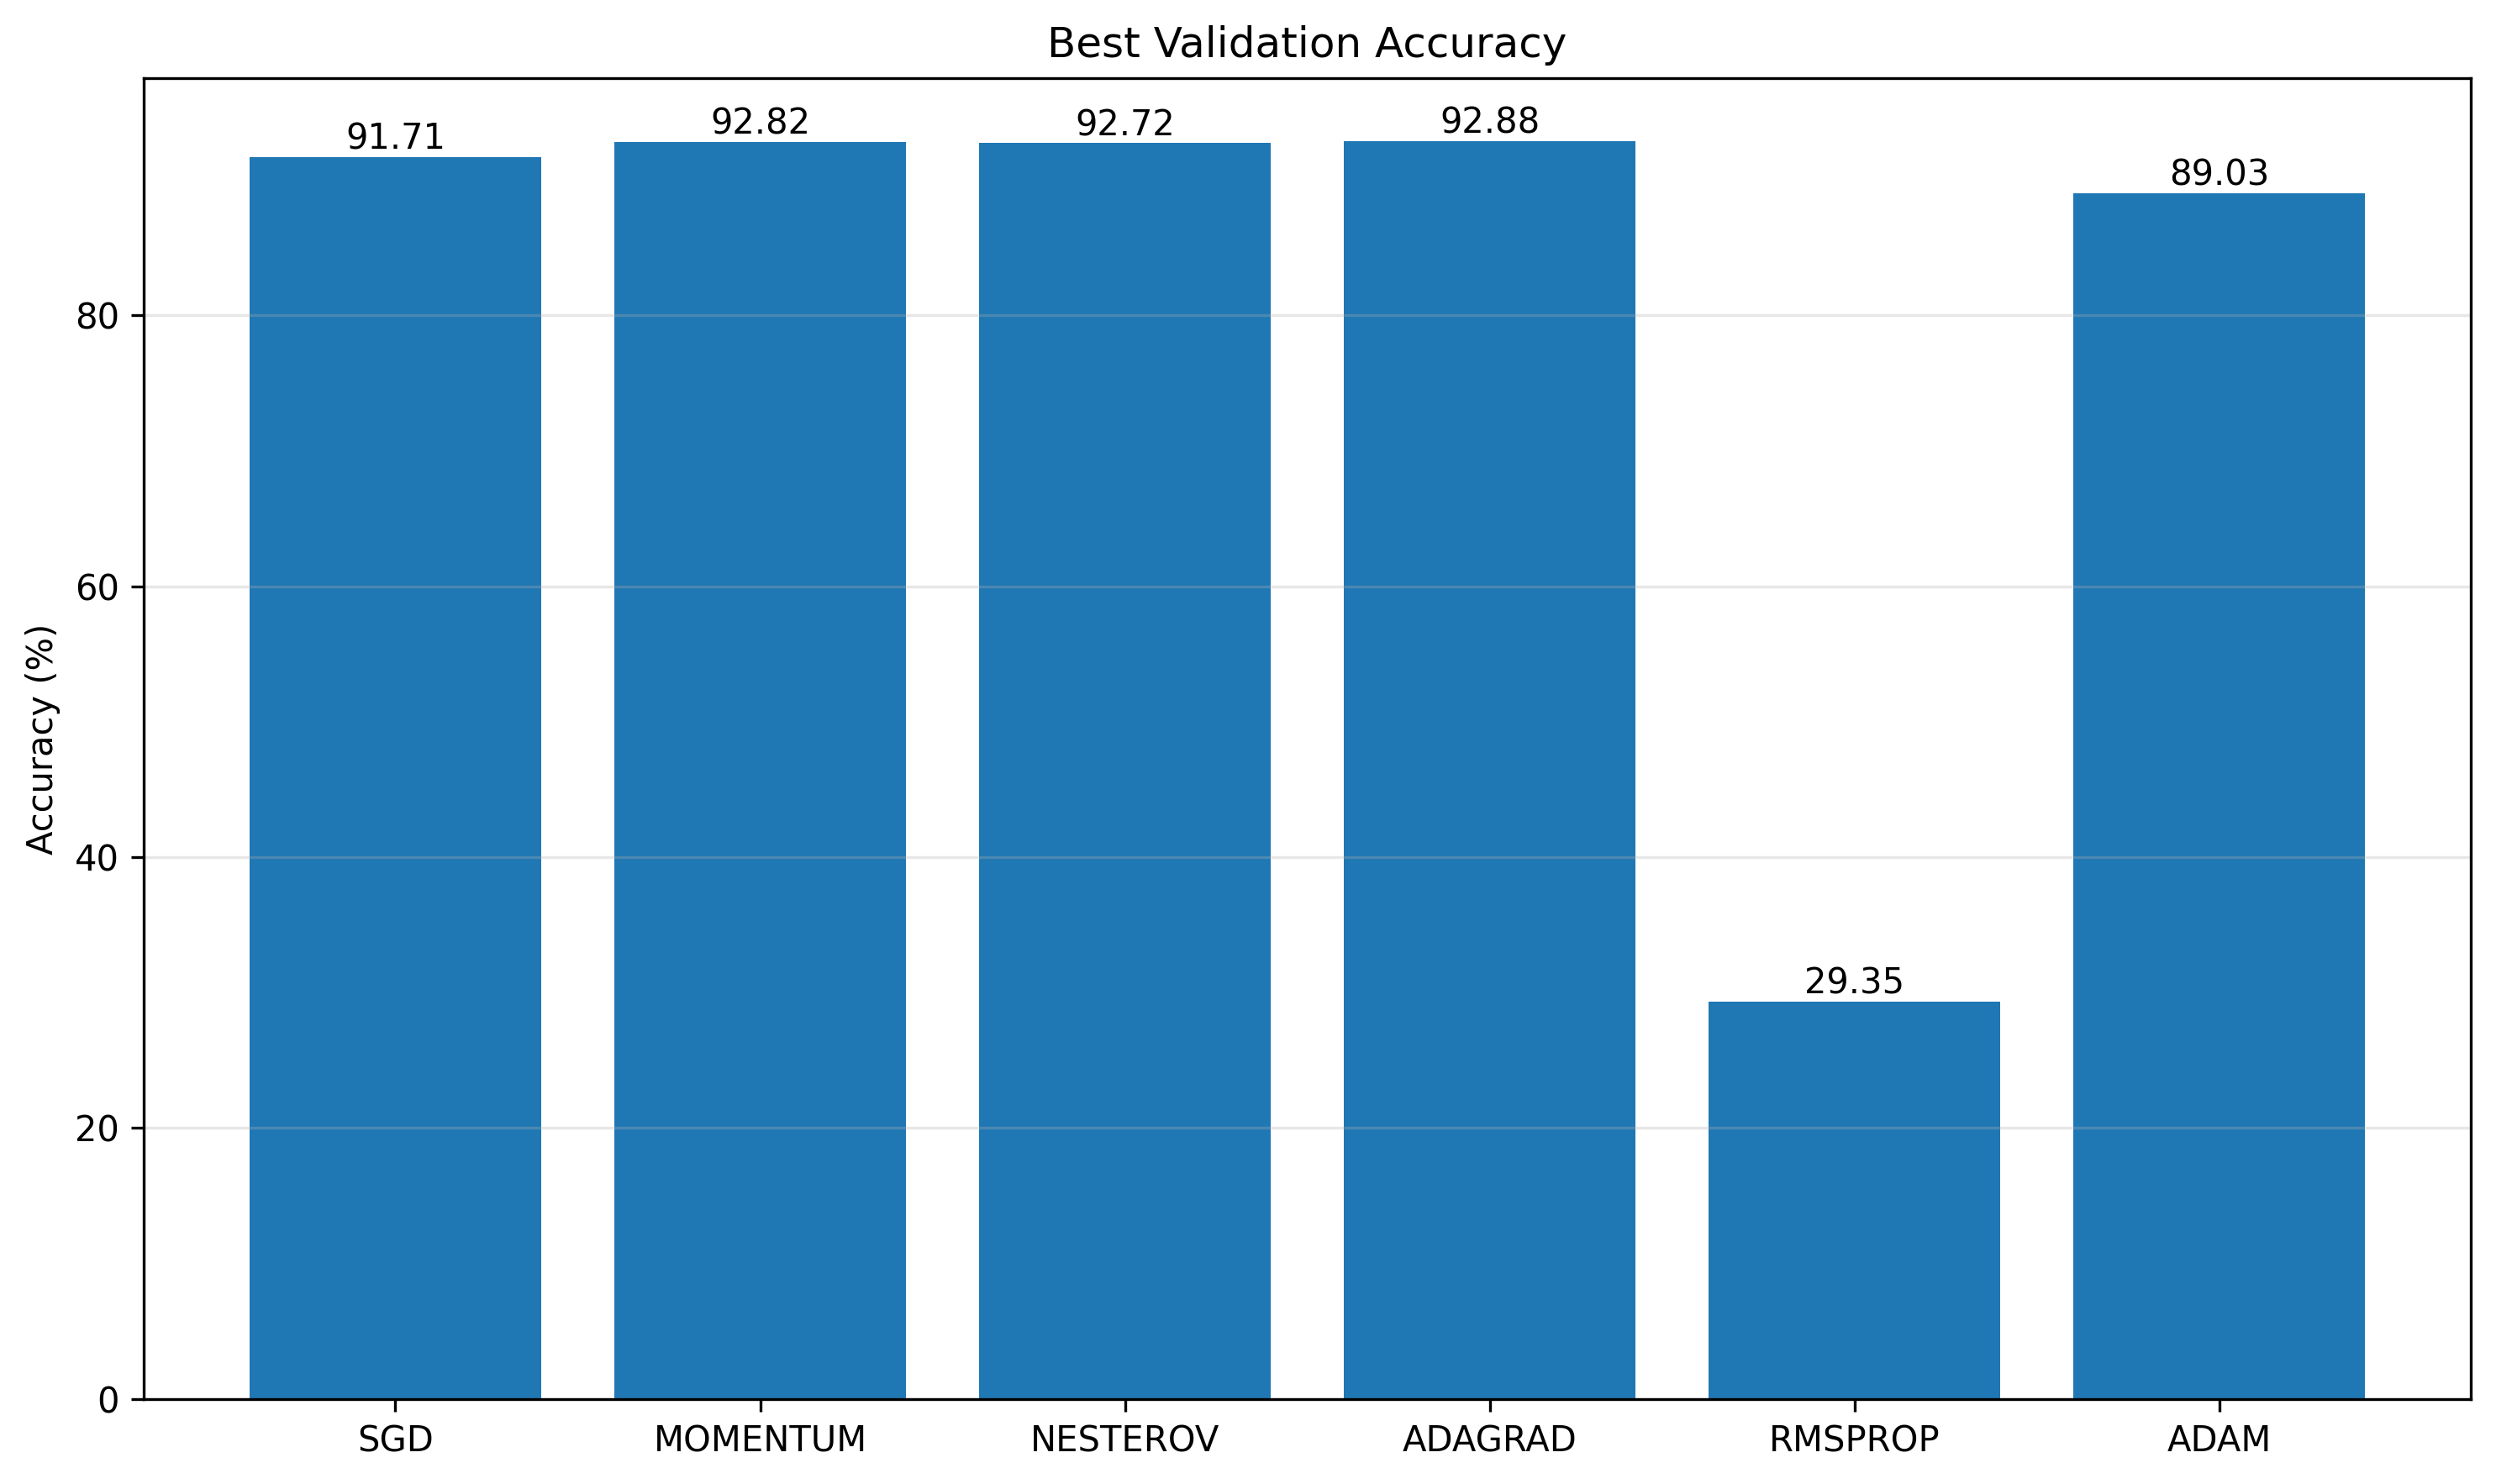 Best Validation Accuracy
91.71
92.82
92.72
92.88
29.35
89.03
Accuracy (%)
80
60
40
20
0
SGD
MOMENTUM
NESTEROV
ADAGRAD
RMSPROP
ADAM